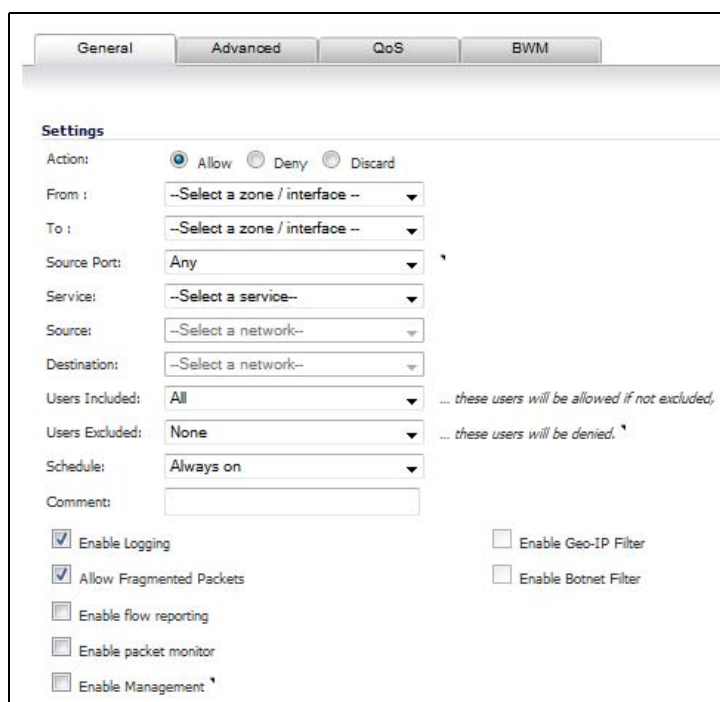 General Advanced QoS BWM
Settings
Action: Allow Deny Discard
From : --Select a zone / interface --
To : --Select a zone / interface --
Source Port: Any
Service: --Select a service--
Source: --Select a network--
Destination: --Select a network--
Users Included: All ... these users will be allowed if not excluded,
Users Excluded: None ... these users will be denied.
Schedule: Always on
Comment:
Enable Logging Enable Geo-IP Filter
Allow Fragmented Packets Enable Botnet Filter
Enable flow reporting
Enable packet monitor
Enable Management